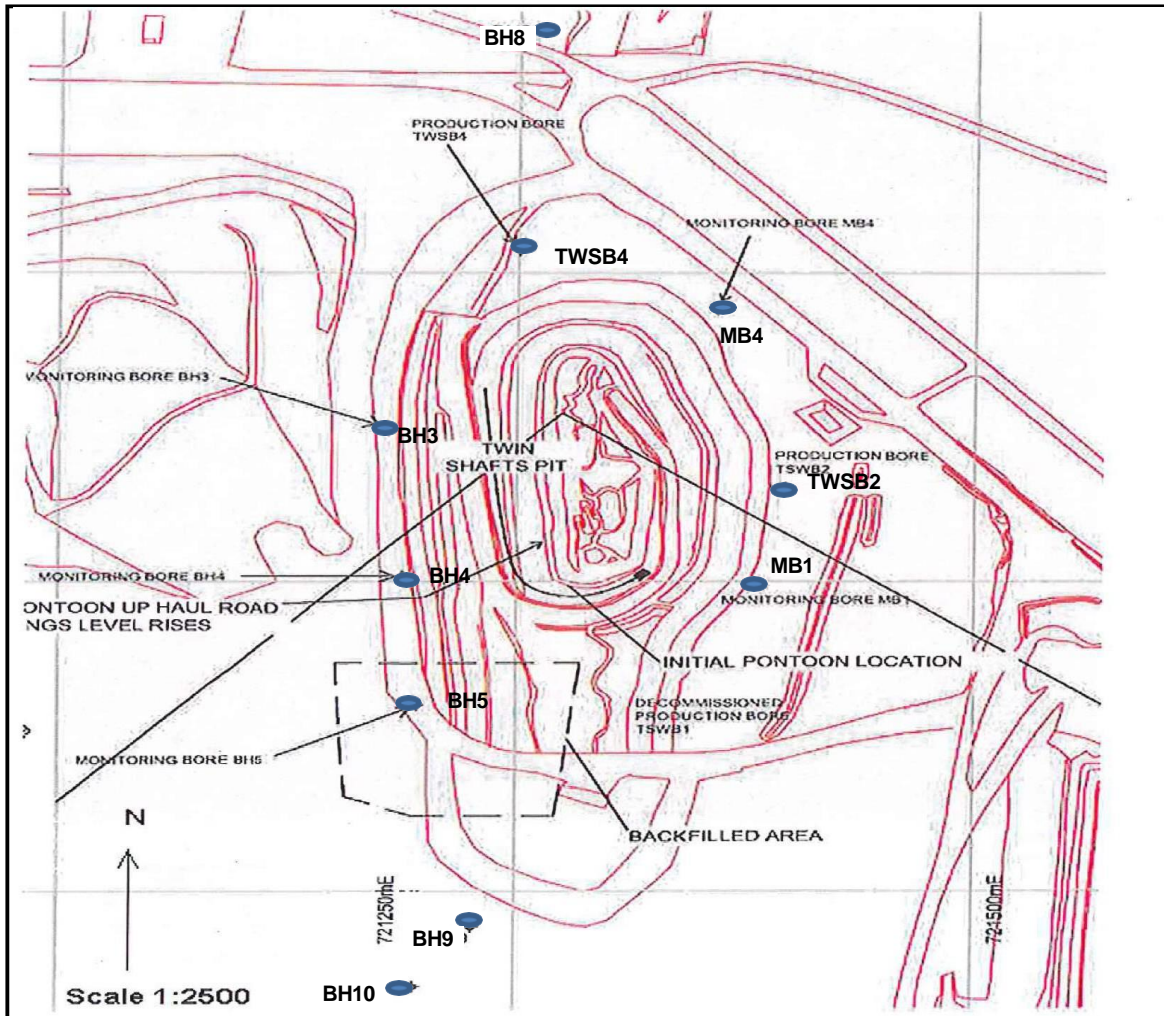 BH8
PRODUCTION BORE
TWSB4
TWSB4
MONITORING BORE MB4
MB4
MONITORING BORE BH3
BH3
TWIN
SHAFTS PIT
PRODUCTION BORE
TSWB2
TWSB2
MONITORING BORE BH4
BH4
MB1
MONITORING BORE MB1
ONTOON UP HAUL ROAD
NGS LEVEL RISES
INITIAL PONTOON LOCATION
BH5
DECOMMISSIONED
PRODUCTION BORE
TSWB1
MONITORING BORE BH5
N
BACKFILLED AREA
721250mE
721500mE
BH9
BH10
Scale 1:2500